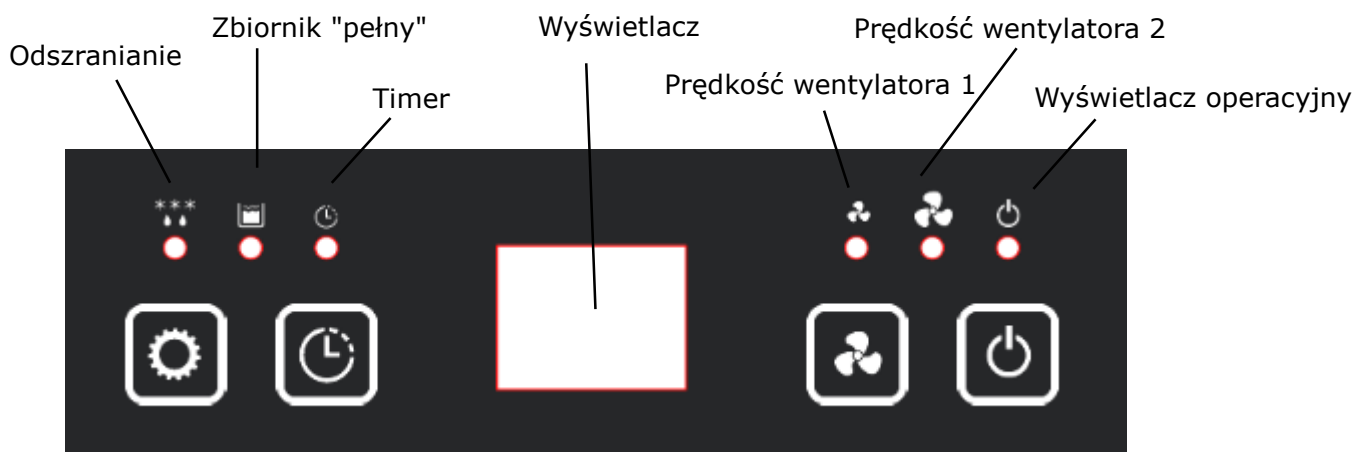 Zbiornik "pełny"
Wyświetlacz
Prędkość wentylatora 2
Odszranianie
Timer
Prędkość wentylatora 1
Wyświetlacz operacyjny